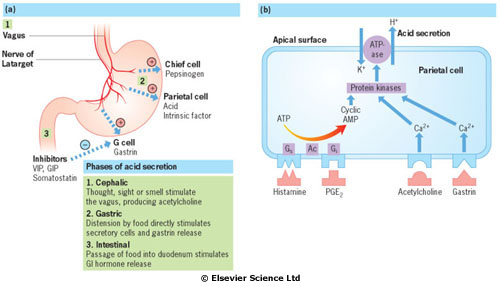 (a)
1
Vagus
Nerve of
Latarget
Chief cell
Pepsinogen
2
Parietal cell
Acid
Intrinsic factor
3
G cell
Gastrin
Inhibitors
VIP, GIP
Somatostatin
Phases of acid secretion
1. Cephalic
Thought, sight or smell stimulate
the vagus, producing acetylcholine
2. Gastric
Distension by food directly stimulates
secretory cells and gastrin release
3. Intestinal
Passage of food into duodenum stimulates
GI hormone release
(b)
H+
Acid secretion
Apical surface
ATP-
ase
K+
Parietal cell
Protein kinases
Cyclic
AMP
ATP
Ca2+
Ca2+
Gs
Ac
Histamine
PGE2
Acetylcholine
Gastrin
© Elsevier Science Ltd